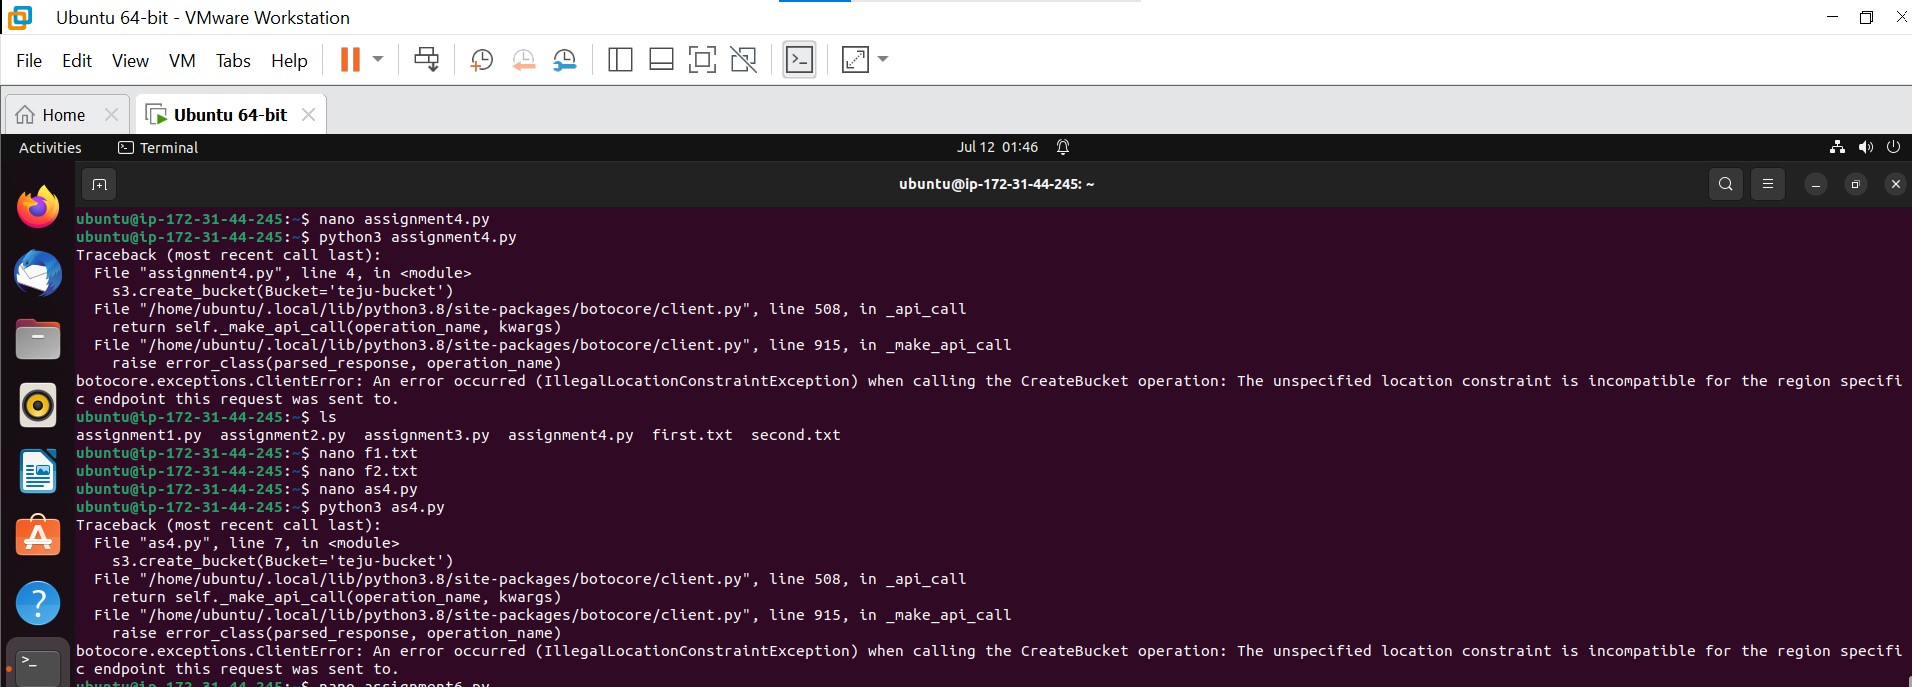 Ubuntu 64-bit - VMware Workstation
File Edit View VM Tabs Help
Home
Ubuntu 64-bit
Activities
Terminal
Jul 12 01:46
ubuntu@ip-172-31-44-245: ~
ubuntu@ip-172-31-44-245:~$ nano assignment4.py
ubuntu@ip-172-31-44-245:~$ python3 assignment4.py
Traceback (most recent call last):
  File "assignment4.py", line 4, in <module>
    s3.create_bucket(Bucket='teju-bucket')
  File "/home/ubuntu/.local/lib/python3.8/site-packages/botocore/client.py", line 508, in _api_call
    return self._make_api_call(operation_name, kwargs)
  File "/home/ubuntu/.local/lib/python3.8/site-packages/botocore/client.py", line 915, in _make_api_call
    raise error_class(parsed_response, operation_name)
botocore.exceptions.ClientError: An error occurred (IllegalLocationConstraintException) when calling the CreateBucket operation: The unspecified location constraint is incompatible for the region specifi
c endpoint this request was sent to.
ubuntu@ip-172-31-44-245:~$ ls
assignment1.py  assignment2.py  assignment3.py  assignment4.py  first.txt  second.txt
ubuntu@ip-172-31-44-245:~$ nano f1.txt
ubuntu@ip-172-31-44-245:~$ nano f2.txt
ubuntu@ip-172-31-44-245:~$ nano as4.py
ubuntu@ip-172-31-44-245:~$ python3 as4.py
Traceback (most recent call last):
  File "as4.py", line 7, in <module>
    s3.create_bucket(Bucket='teju-bucket')
  File "/home/ubuntu/.local/lib/python3.8/site-packages/botocore/client.py", line 508, in _api_call
    return self._make_api_call(operation_name, kwargs)
  File "/home/ubuntu/.local/lib/python3.8/site-packages/botocore/client.py", line 915, in _make_api_call
    raise error_class(parsed_response, operation_name)
botocore.exceptions.ClientError: An error occurred (IllegalLocationConstraintException) when calling the CreateBucket operation: The unspecified location constraint is incompatible for the region specifi
c endpoint this request was sent to.
ubuntu@ip-172-31-44-245:~$ nano assignment6.py